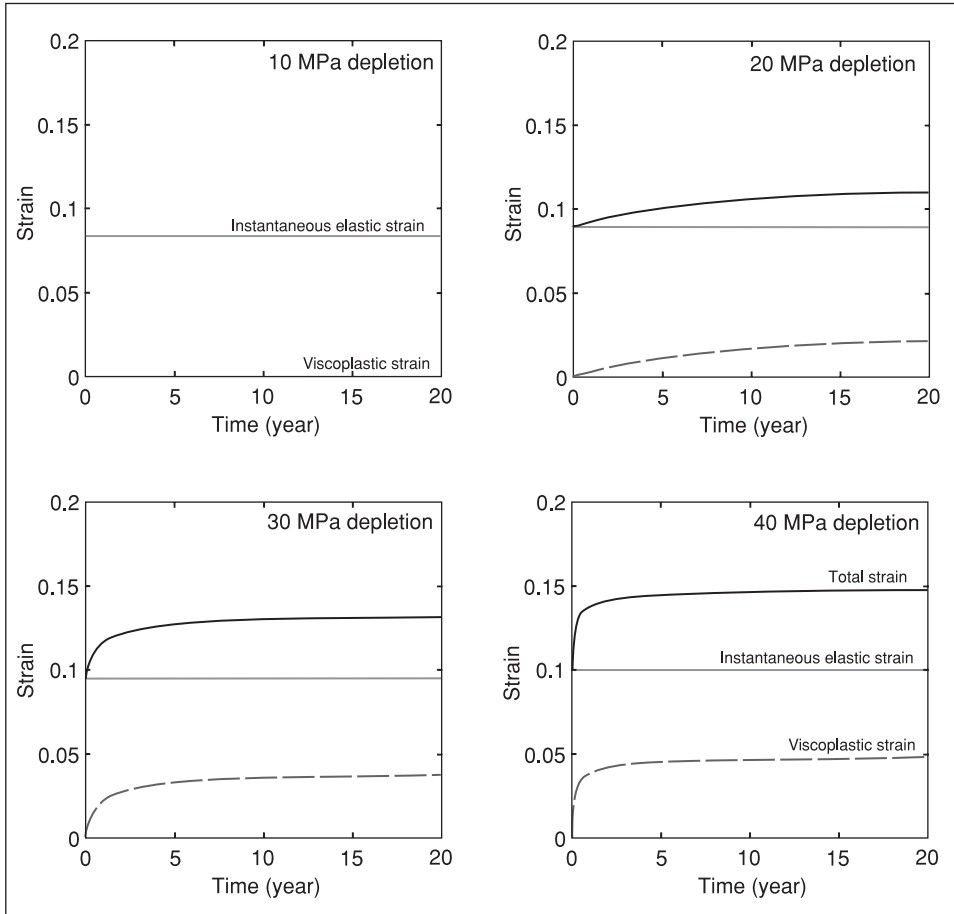 10 MPa depletion
0.2
0.15
0.1
0.05
0
Strain
Instantaneous elastic strain
Viscoplastic strain
0 5 10 15 20
Time (year)
20 MPa depletion
0.2
0.15
0.1
0.05
0
Strain
0 5 10 15 20
Time (year)
30 MPa depletion
0.2
0.15
0.1
0.05
0
Strain
0 5 10 15 20
Time (year)
40 MPa depletion
0.2
0.15
0.1
0.05
0
Strain
Total strain
Instantaneous elastic strain
Viscoplastic strain
0 5 10 15 20
Time (year)